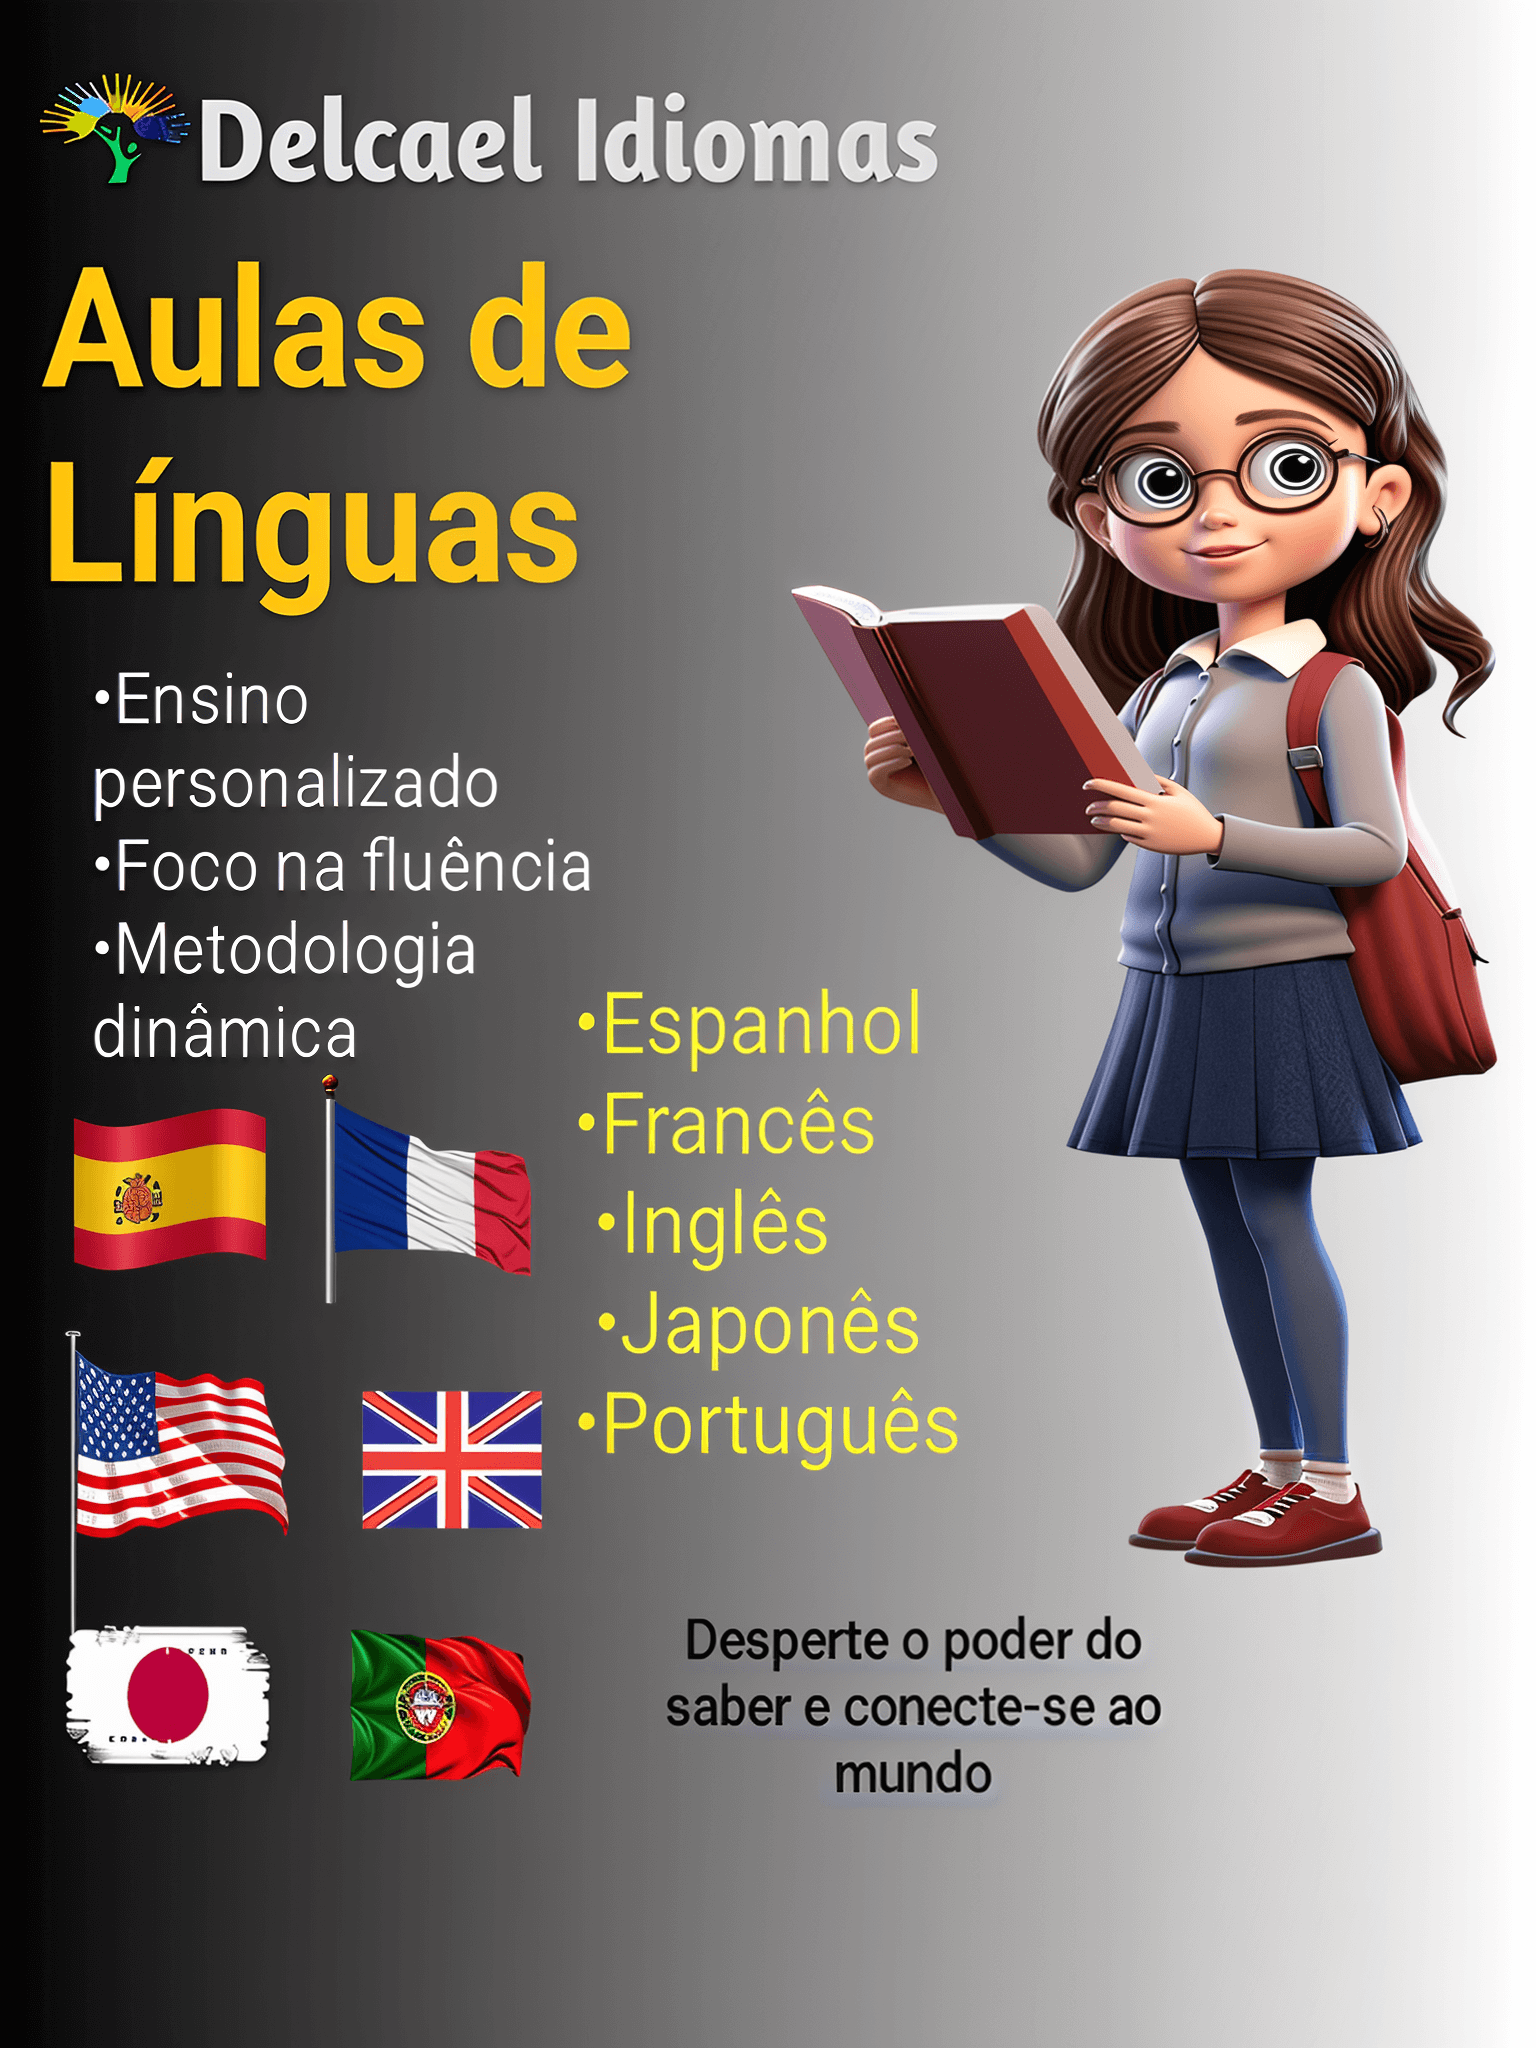 Delcael Idiomas
Aulas de
Línguas
•Ensino
personalizado
•Foco na fluência
•Metodologia
dinâmica
•Espanhol
•Francês
•Inglês
•Japonês
•Português
Desperte o poder do
saber e conecte-se ao
mundo